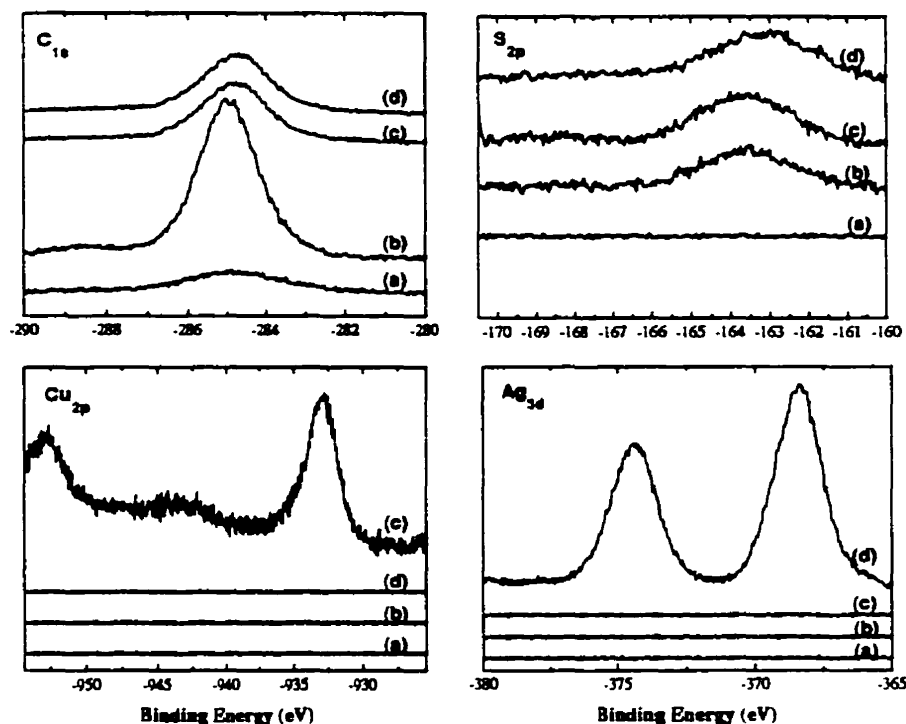 C1s
(d)
(c)
(b)
(a)
-290 -288 -286 -284 -282 -280
S2p
(d)
(c)
(b)
(a)
-170 -169 -168 -167 -166 -165 -164 -163 -162 -161 -160
Cu2p
(c)
(d)
(b)
(a)
-950 -945 -940 -935 -930
Binding Energy (eV)
Ag3d
(d)
(c)
(b)
(a)
-380 -375 -370 -365
Binding Energy (eV)